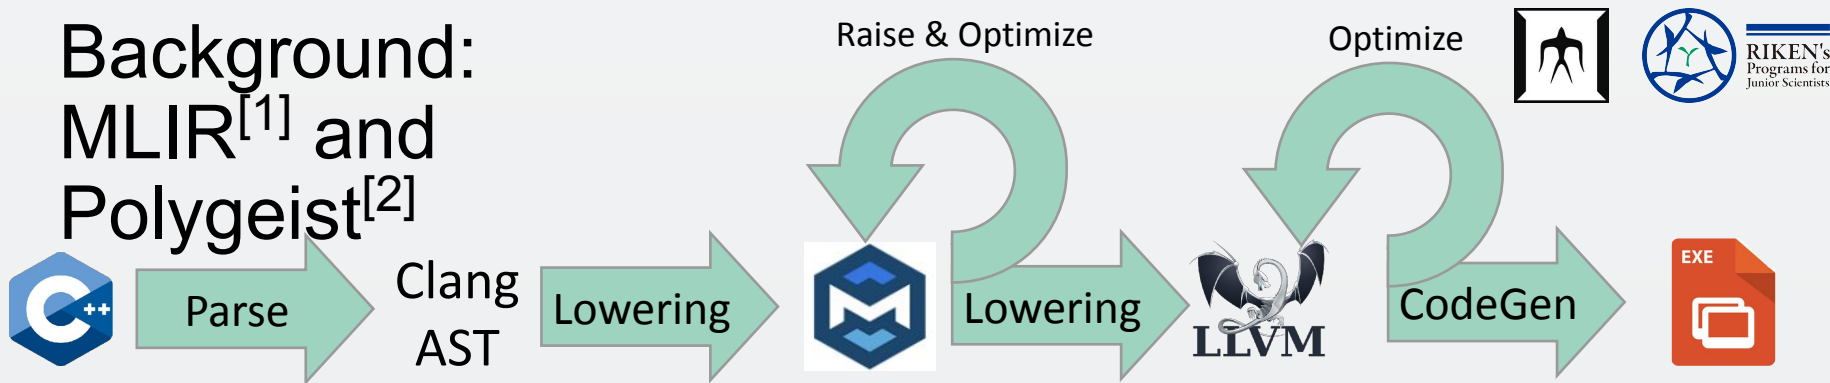 Background:
MLIR[1] and
Polygeist[2]
Raise & Optimize
Optimize
RIKEN's
Programs for
Junior Scientists
C++
Parse
Clang
AST
Lowering
M
Lowering
LLVM
CodeGen
EXE